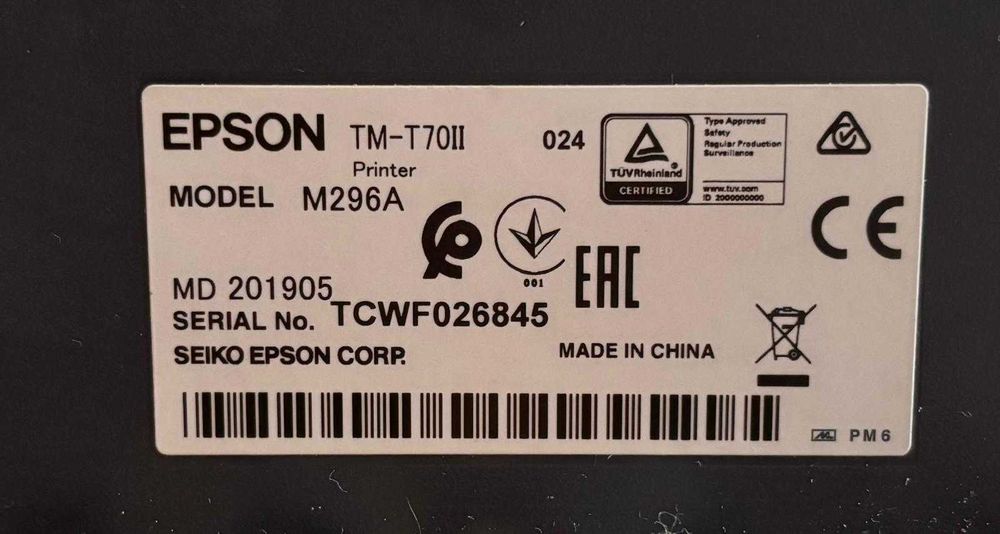 EPSON TM-T70II 024
Printer
MODEL M296A
TÜVRheinland
CERTIFIED
Type Approved
Safety
Regular Production
Surveillance
www.tuv.com
ID 2000000000
001
EAC
CE
MD 201905
SERIAL No. TCWF026845
SEIKO EPSON CORP.
MADE IN CHINA
PM6